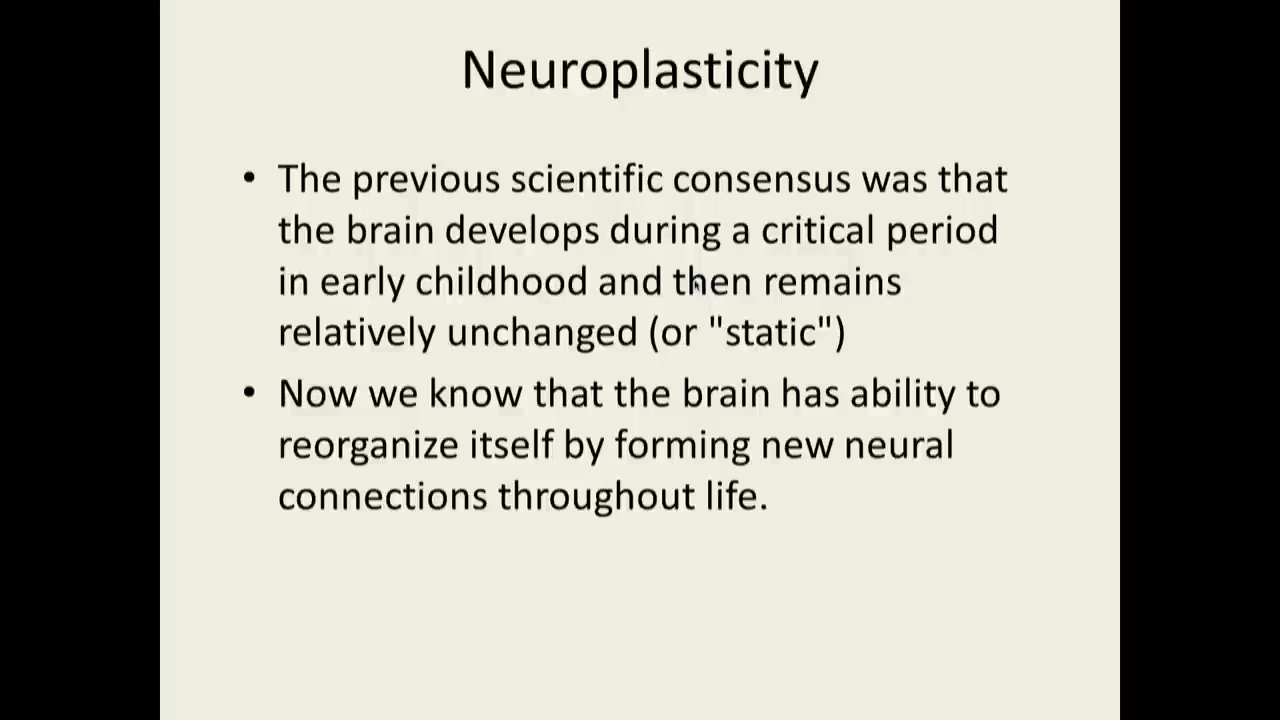 Neuroplasticity
• The previous scientific consensus was that
the brain develops during a critical period
in early childhood and then remains
relatively unchanged (or "static")
• Now we know that the brain has ability to
reorganize itself by forming new neural
connections throughout life.